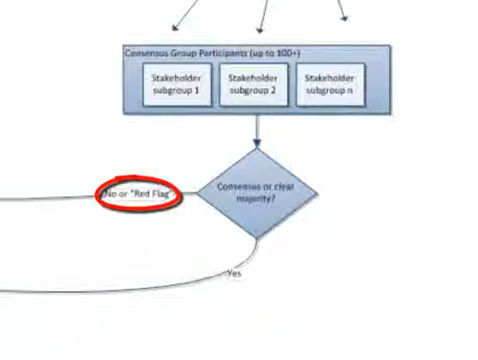 Consensus Group Participants (up to 100+)
Stakeholder
subgroup 1
Stakeholder
subgroup 2
Stakeholder
subgroup n
No or "Red Flag"
Consensus or clear
majority?
Yes